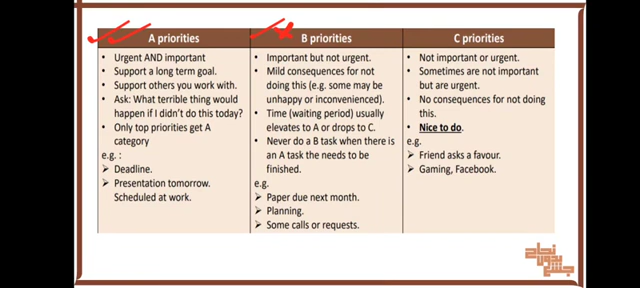 A priorities
• Urgent AND important
• Support a long term goal.
• Support others you work with.
• Ask: What terrible thing would
happen if I didn't do this today?
• Only top priorities get A
category
e.g. :
➢ Deadline.
➢ Presentation tomorrow.
Scheduled at work.
B priorities
• Important but not urgent.
• Mild consequences for not
doing this (e.g. some may be
unhappy or inconvenienced).
• Time (waiting period) usually
elevates to A or drops to C.
• Never do a B task when there is
an A task the needs to be
finished.
e.g.
➢ Paper due next month.
➢ Planning.
➢ Some calls or requests.
C priorities
• Not important or urgent.
• Sometimes are not important
but are urgent.
• No consequences for not doing
this.
• Nice to do.
e.g.
➢ Friend asks a favour.
➢ Gaming, Facebook.